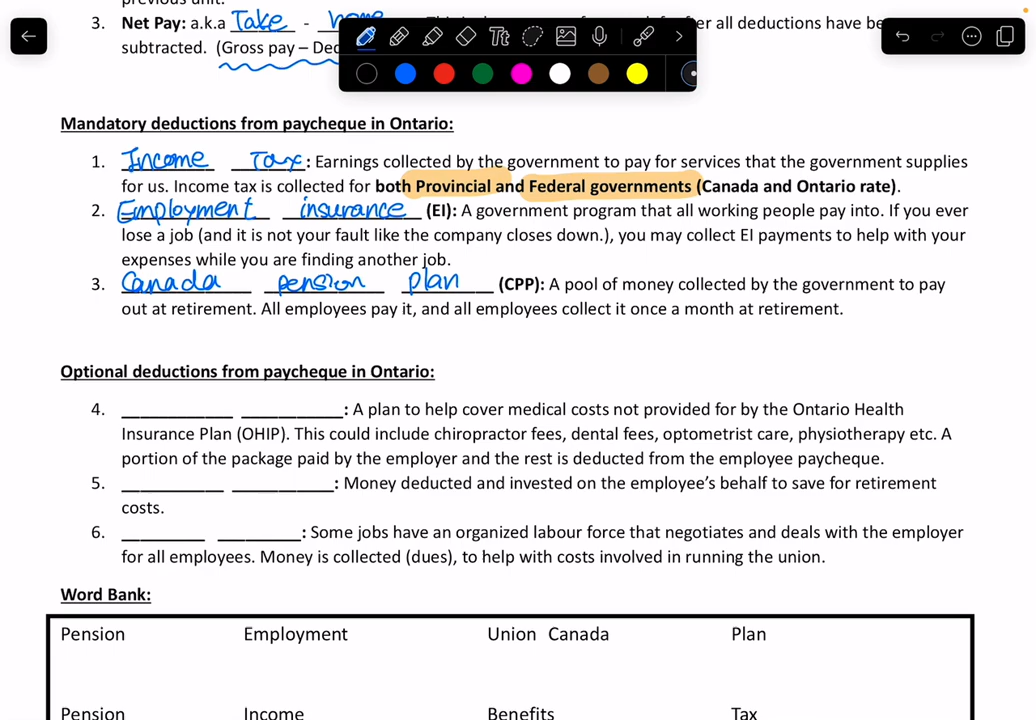 previous unit.
3. Net Pay: a.k.a Take - home all deductions have be
subtracted. (Gross pay – Ded
Mandatory deductions from paycheque in Ontario:
1. Income Tax: Earnings collected by the government to pay for services that the government supplies
for us. Income tax is collected for both Provincial and Federal governments (Canada and Ontario rate).
2. Employment insurance (EI): A government program that all working people pay into. If you ever
lose a job (and it is not your fault like the company closes down.), you may collect EI payments to help with your
expenses while you are finding another job.
3. Canada pension plan (CPP): A pool of money collected by the government to pay
out at retirement. All employees pay it, and all employees collect it once a month at retirement.
Optional deductions from paycheque in Ontario:
4. ____________ ___________: A plan to help cover medical costs not provided for by the Ontario Health
Insurance Plan (OHIP). This could include chiropractor fees, dental fees, optometrist care, physiotherapy etc. A
portion of the package paid by the employer and the rest is deducted from the employee paycheque.
5. ___________ ___________: Money deducted and invested on the employee's behalf to save for retirement
costs.
6. _________ _________: Some jobs have an organized labour force that negotiates and deals with the employer
for all employees. Money is collected (dues), to help with costs involved in running the union.
Word Bank:
Pension Employment Union Canada Plan
Pension Income Benefits Tax